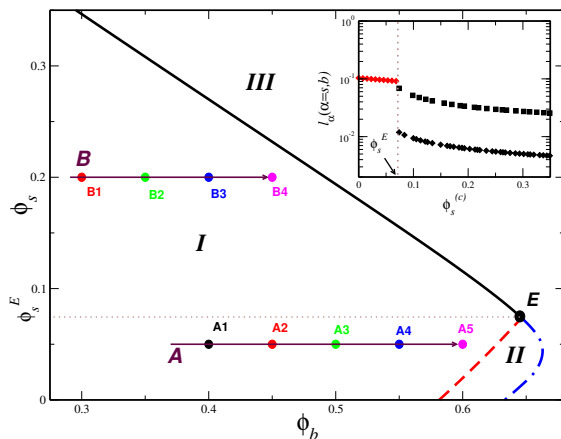 0.3
0.2
0.1
0
ϕs
ϕsE
0.3 0.4 0.5 0.6
ϕb
III
I
II
E
B
B1 B2 B3 B4
A
A1 A2 A3 A4 A5
10^0
10^-1
10^-2
lα(α=s,b)
ϕsE
0 0.1 0.2 0.3
ϕs(c)